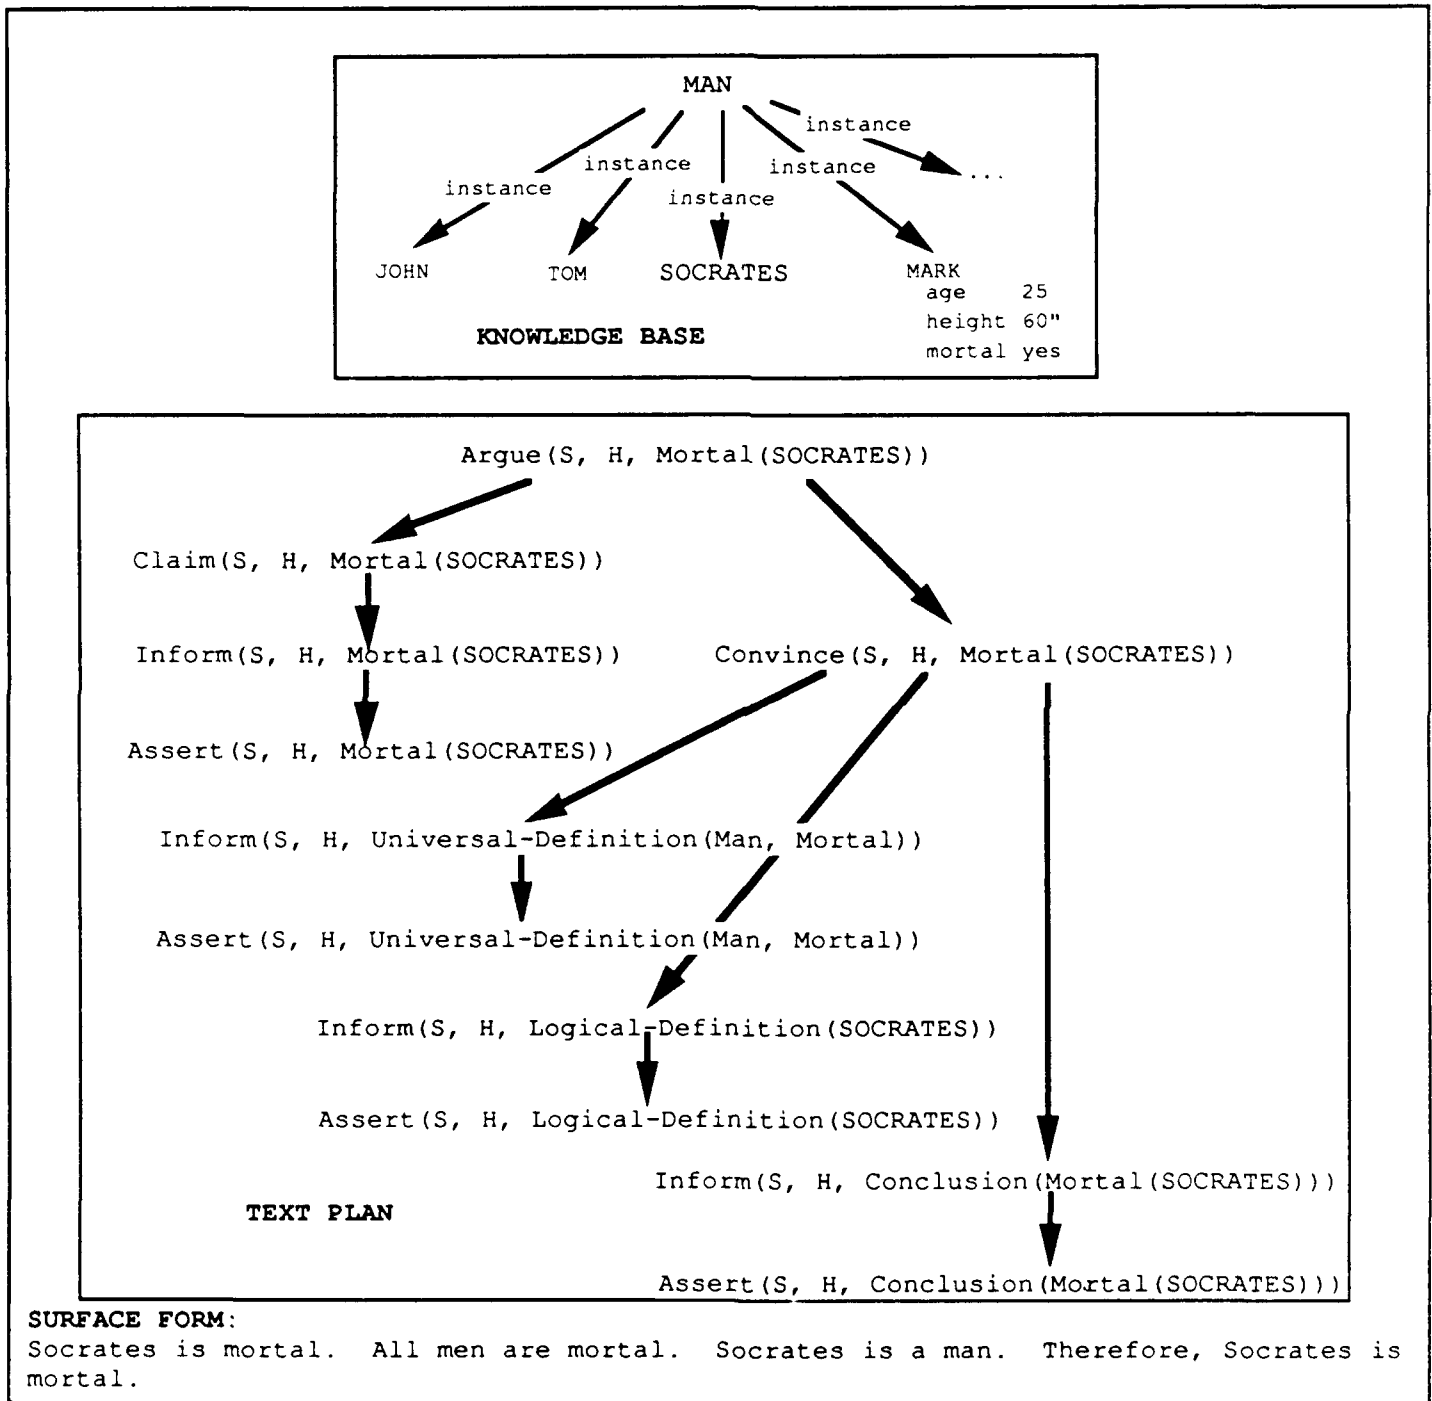 MAN
instance
instance
instance
instance
...
instance
instance
JOHN TOM SOCRATES MARK
age 25
height 60"
mortal yes
KNOWLEDGE BASE
Argue(S, H, Mortal(SOCRATES))
Claim(S, H, Mortal(SOCRATES))
Inform(S, H, Mortal(SOCRATES)) Convince(S, H, Mortal(SOCRATES))
Assert(S, H, Mortal(SOCRATES))
Inform(S, H, Universal-Definition(Man, Mortal))
Assert(S, H, Universal-Definition(Man, Mortal))
Inform(S, H, Logical-Definition(SOCRATES))
Assert(S, H, Logical-Definition(SOCRATES))
Inform(S, H, Conclusion(Mortal(SOCRATES)))
TEXT PLAN
Assert(S, H, Conclusion(Mortal(SOCRATES)))
SURFACE FORM:
Socrates is mortal. All men are mortal. Socrates is a man. Therefore, Socrates is
mortal.